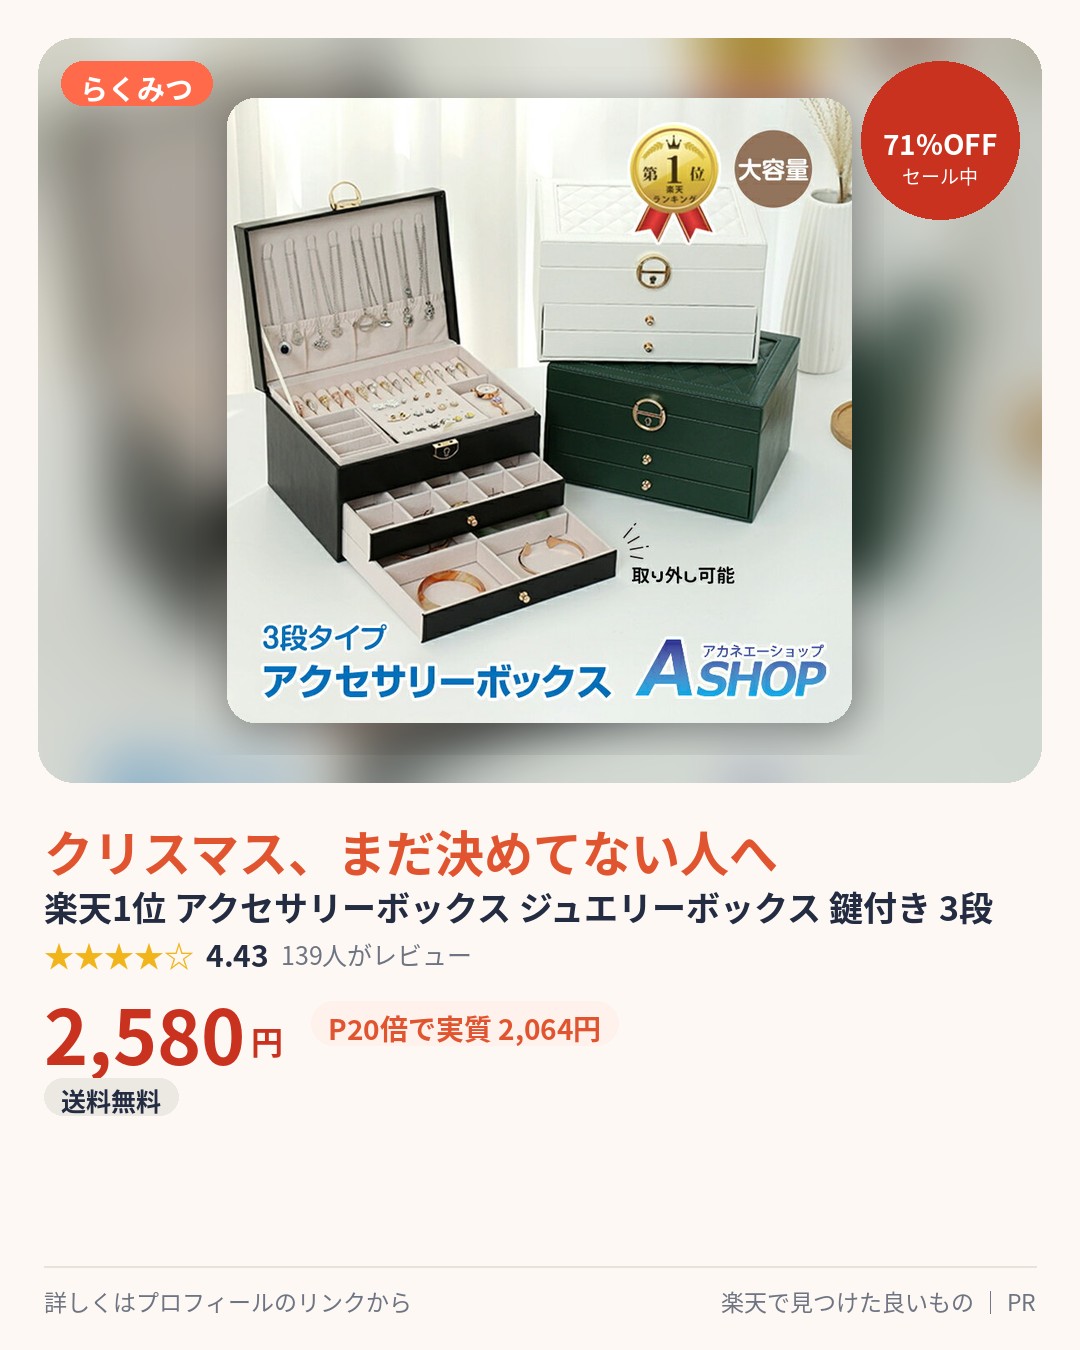 らくみつ
71%OFF
セール中
第1位
楽天
ランキング
大容量
取り外し可能
3段タイプ
アクセサリーボックス
アカネエーショップ
A SHOP
クリスマス、まだ決めてない人へ
楽天1位 アクセサリーボックス ジュエリーボックス 鍵付き 3段
★★★★☆ 4.43 139人がレビュー
2,580円 P20倍で実質 2,064円
送料無料
詳しくはプロフィールのリンクから
楽天で見つけた良いもの｜PR